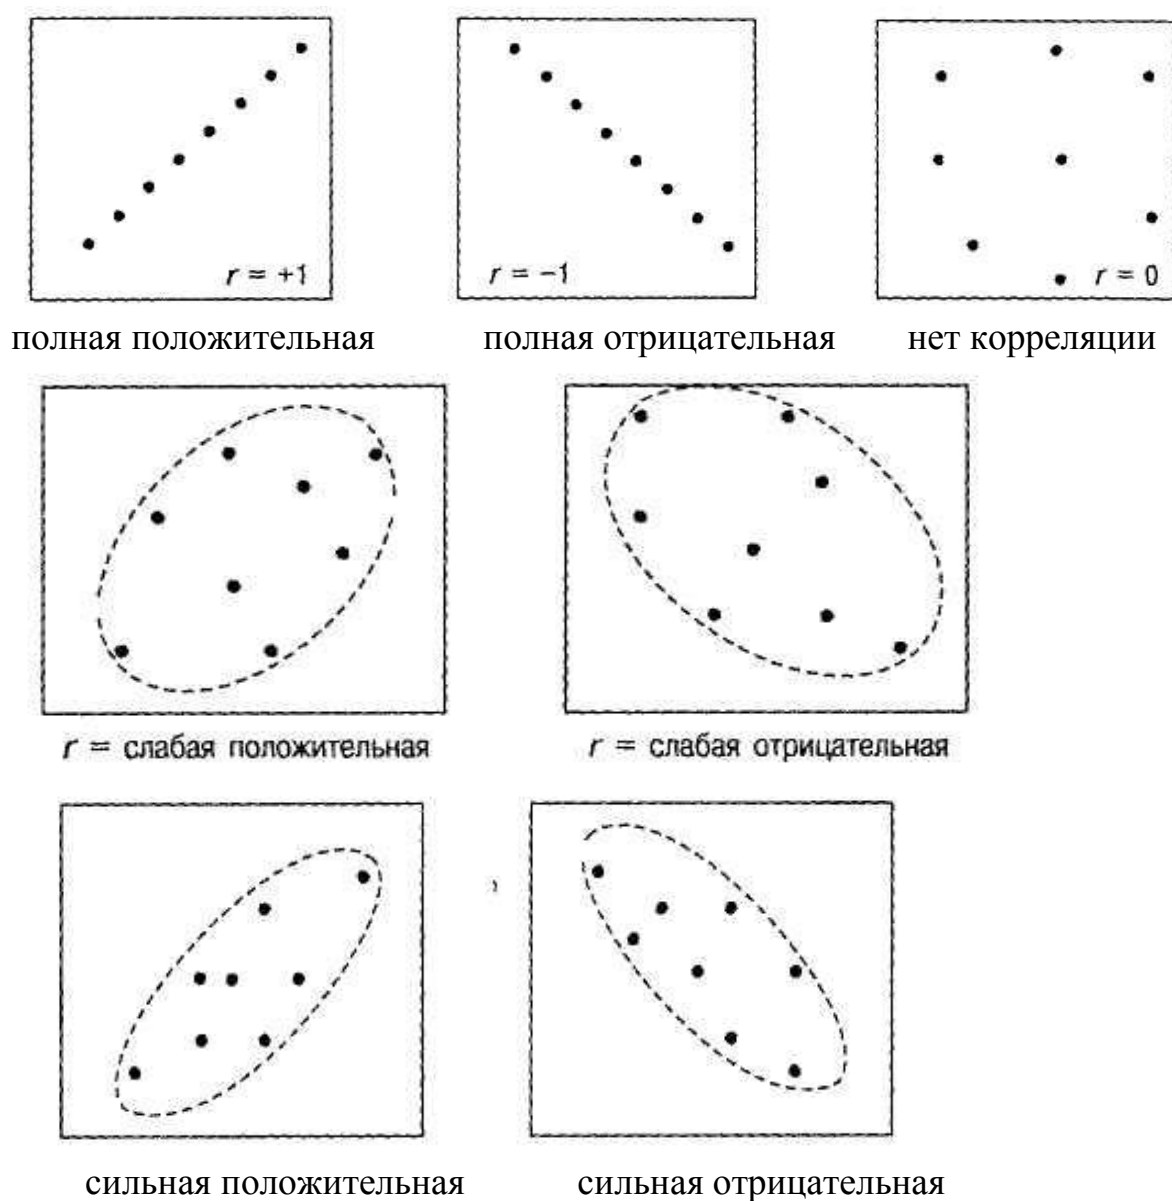 r = +1
r = −1
r = 0
полная положительная
полная отрицательная
нет корреляции
r = слабая положительная
r = слабая отрицательная
сильная положительная
сильная отрицательная